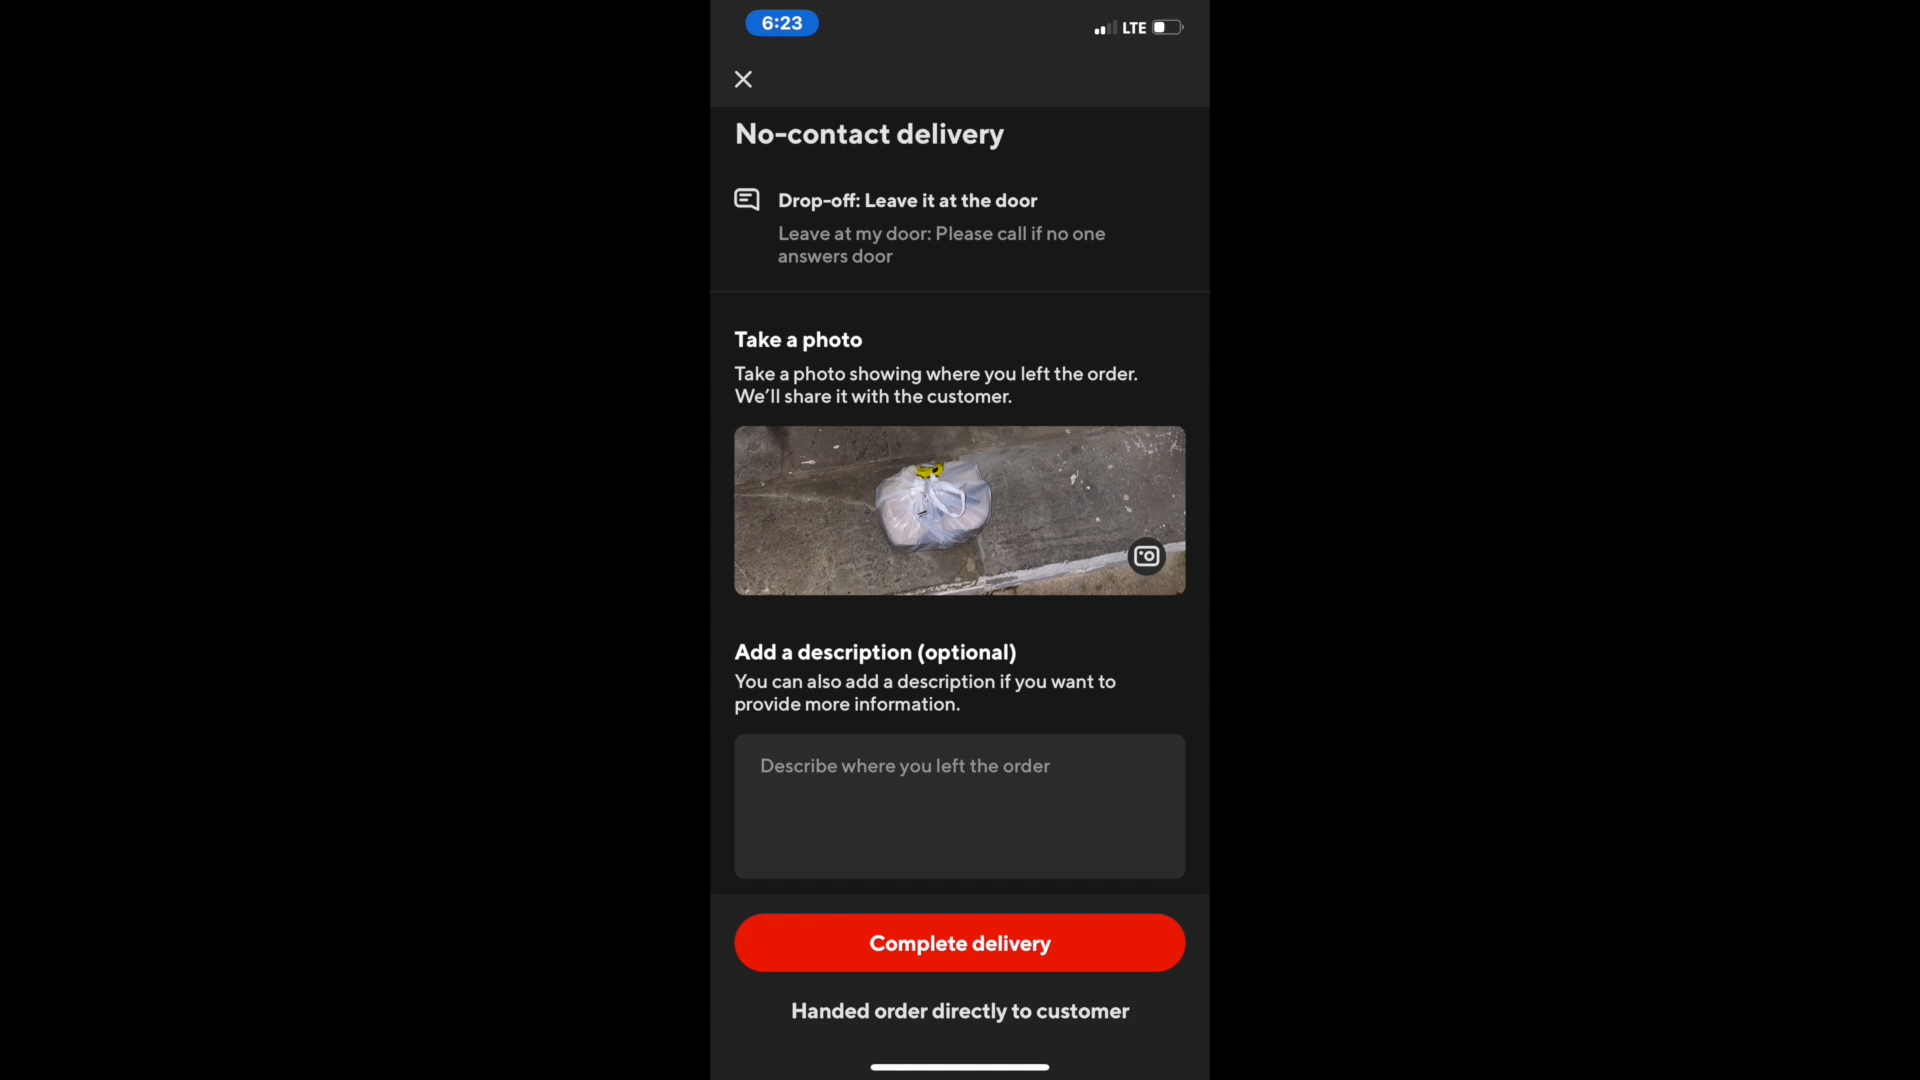 6:23
LTE
No-contact delivery
Drop-off: Leave it at the door
Leave at my door: Please call if no one
answers door
Take a photo
Take a photo showing where you left the order.
We’ll share it with the customer.
Add a description (optional)
You can also add a description if you want to
provide more information.
Describe where you left the order
Complete delivery
Handed order directly to customer